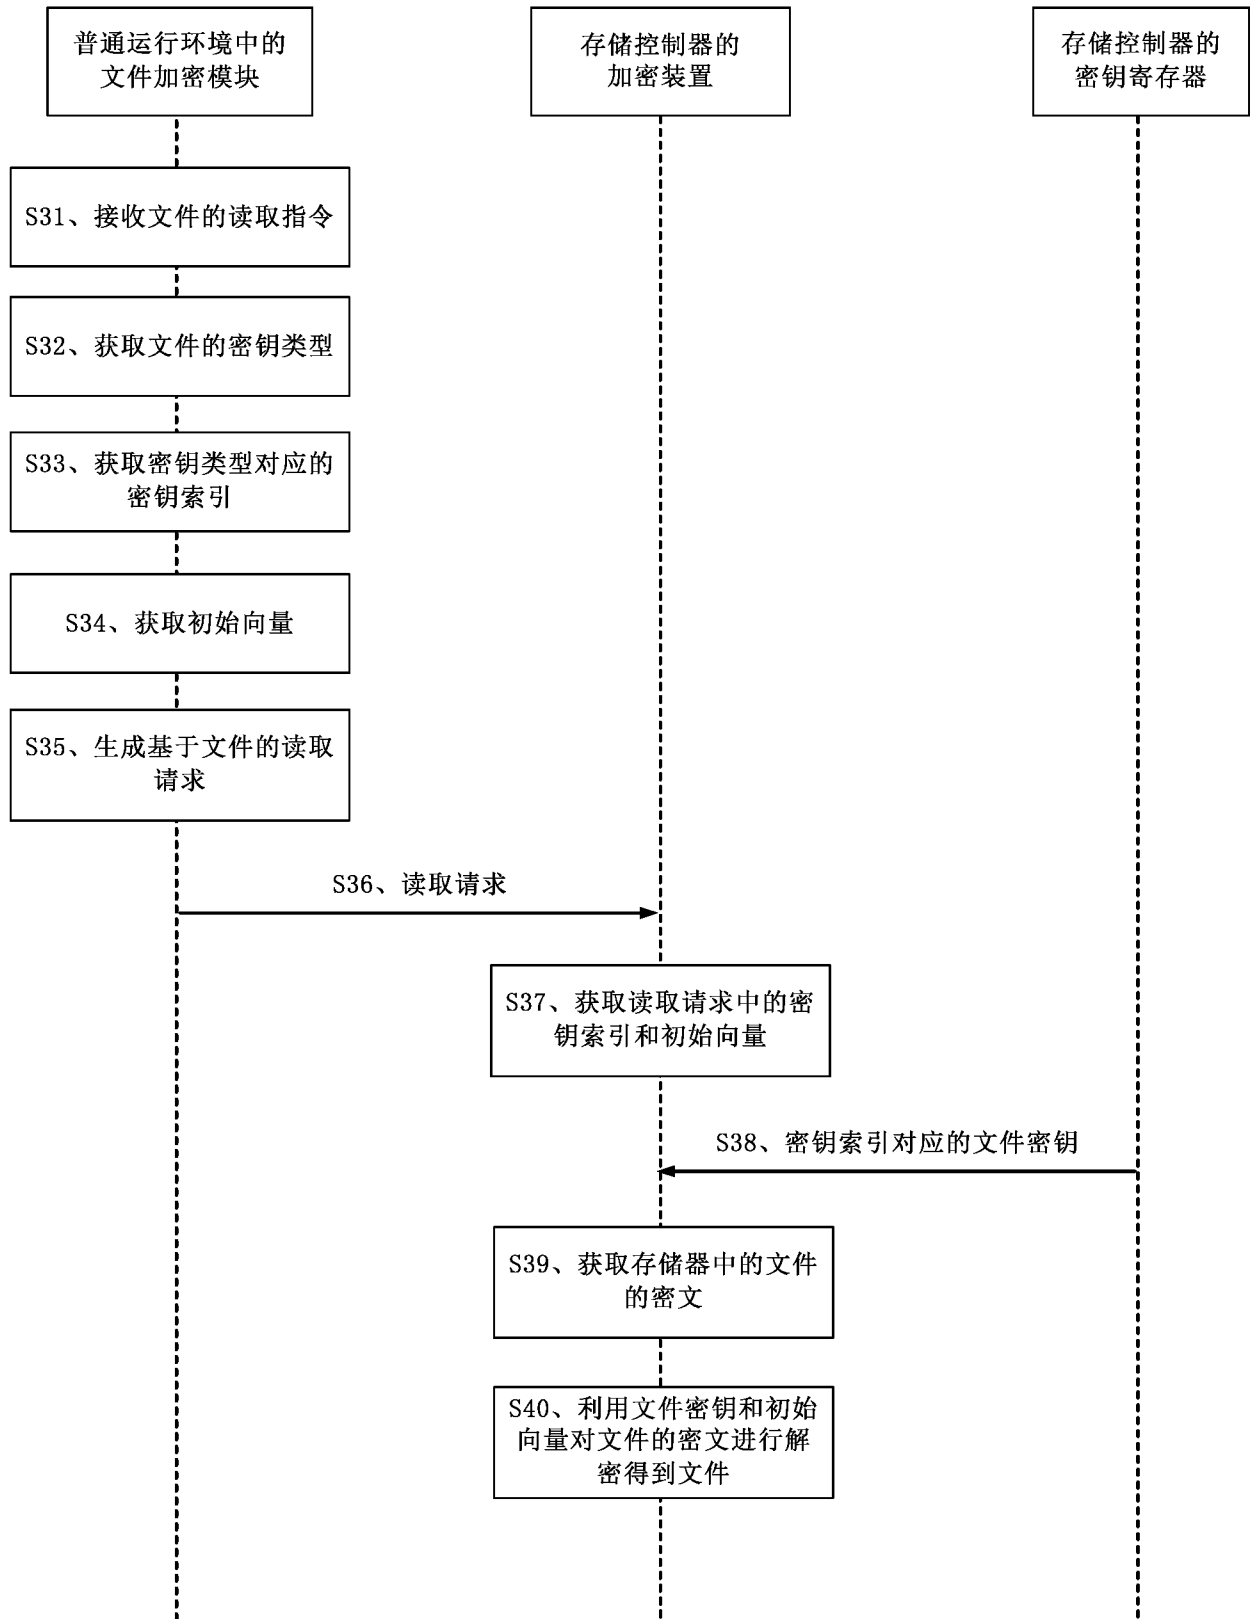 普通运行环境中的
文件加密模块
存储控制器的
加密装置
存储控制器的
密钥寄存器
S31、接收文件的读取指令
S32、获取文件的密钥类型
S33、获取密钥类型对应的
密钥索引
S34、获取初始向量
S35、生成基于文件的读取
请求
S36、读取请求
S37、获取读取请求中的密
钥索引和初始向量
S38、密钥索引对应的文件密钥
S39、获取存储器中的文件
的密文
S40、利用文件密钥和初始
向量对文件的密文进行解
密得到文件